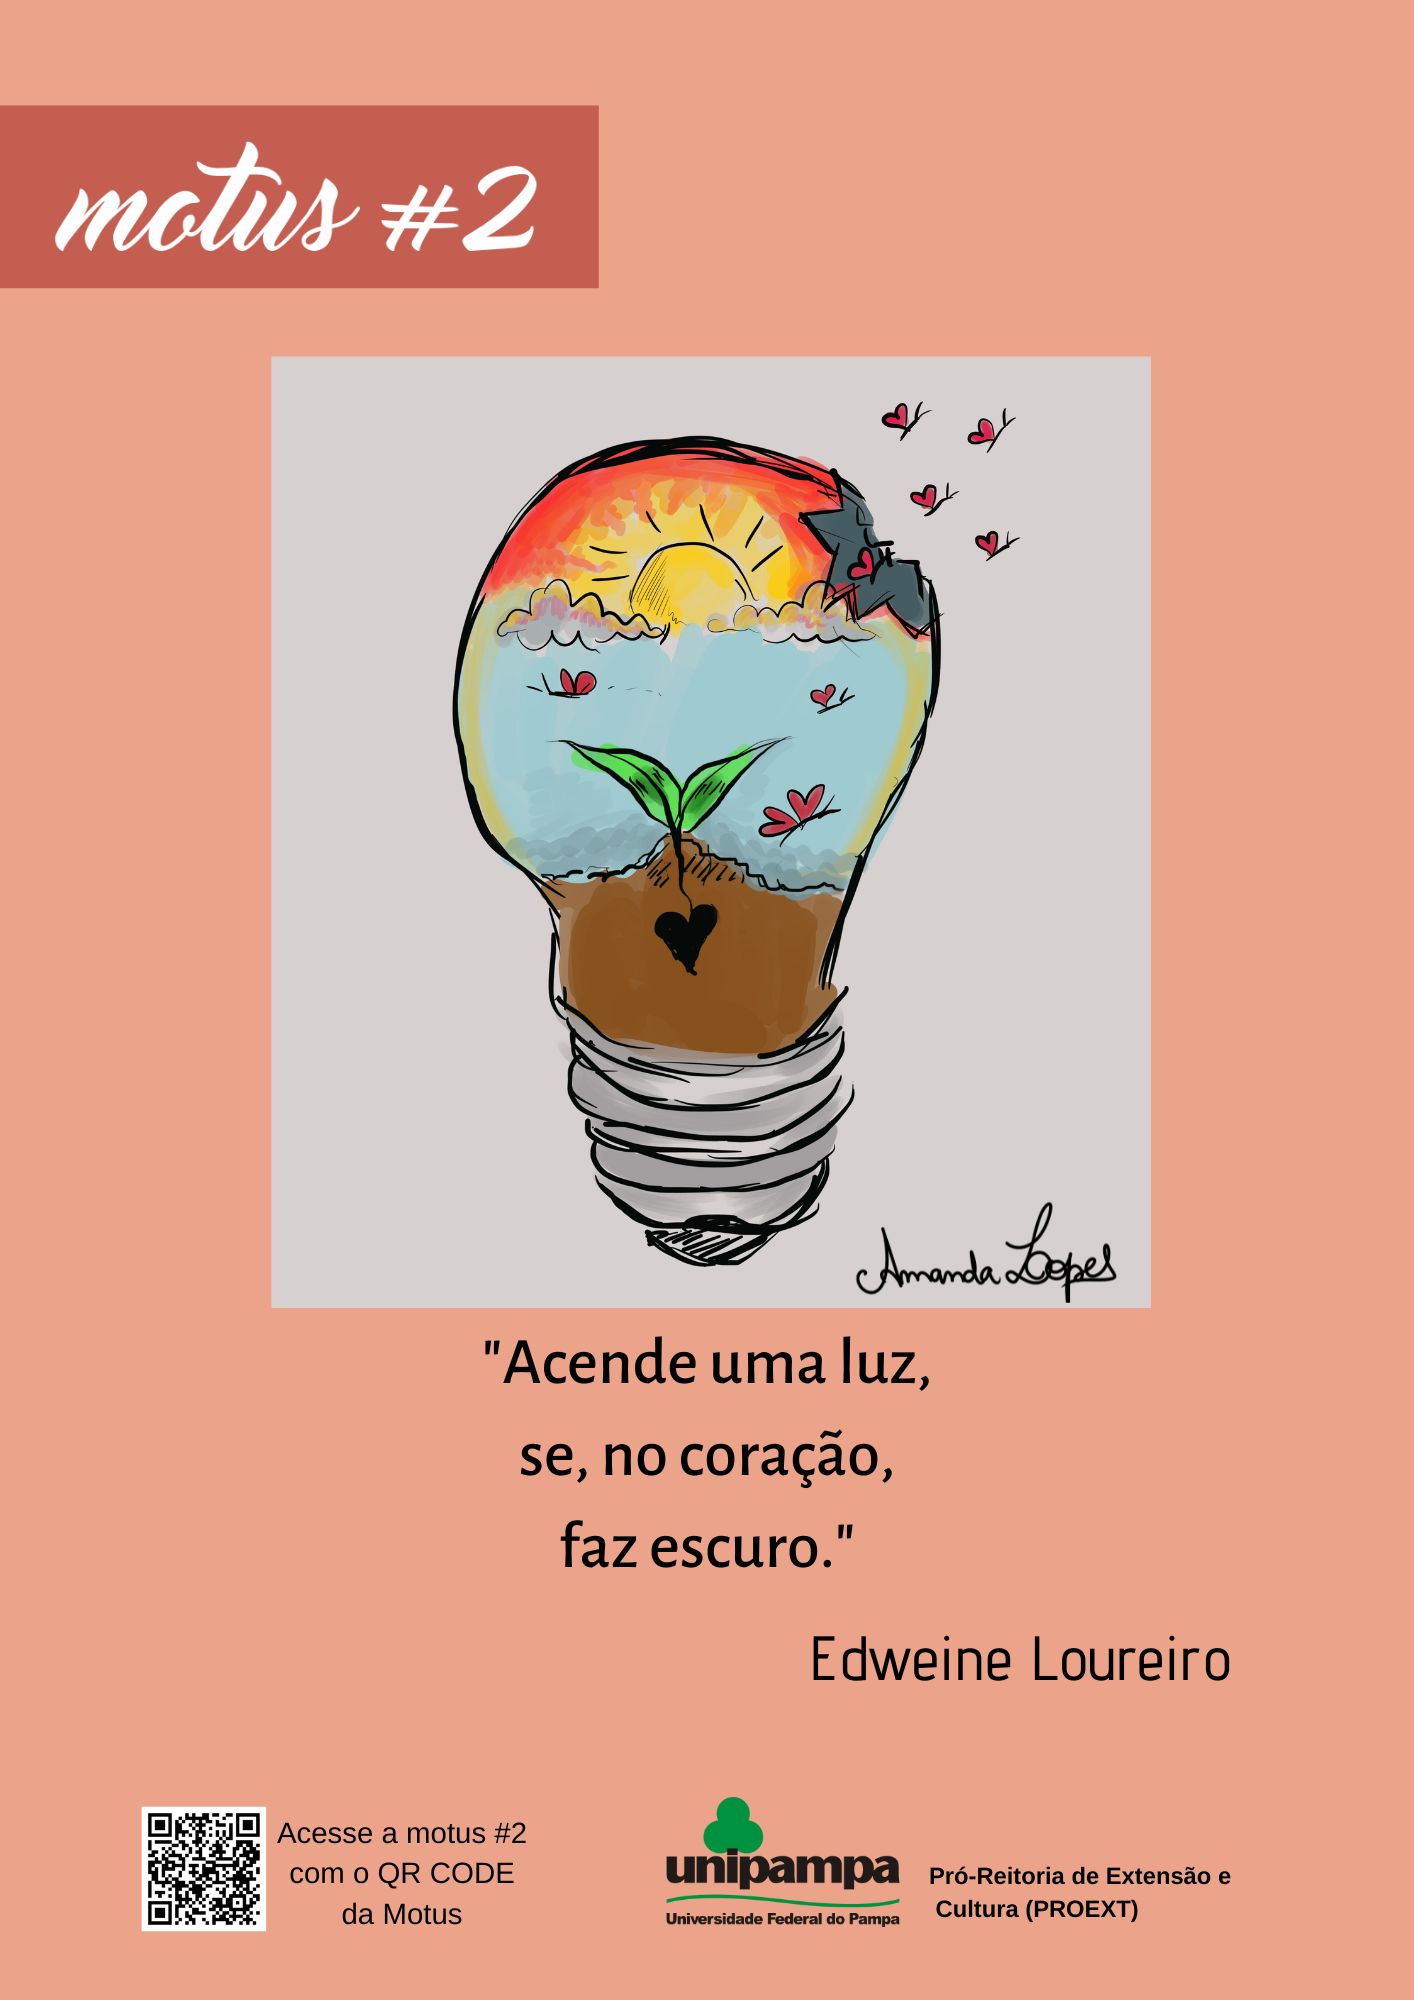 motus #2
Amanda Lopes
"Acende uma luz,
se, no coração,
faz escuro."
Edweine Loureiro
Acesse a motus #2
com o QR CODE
da Motus
unipampa
Universidade Federal do Pampa
Pró-Reitoria de Extensão e
Cultura (PROEXT)